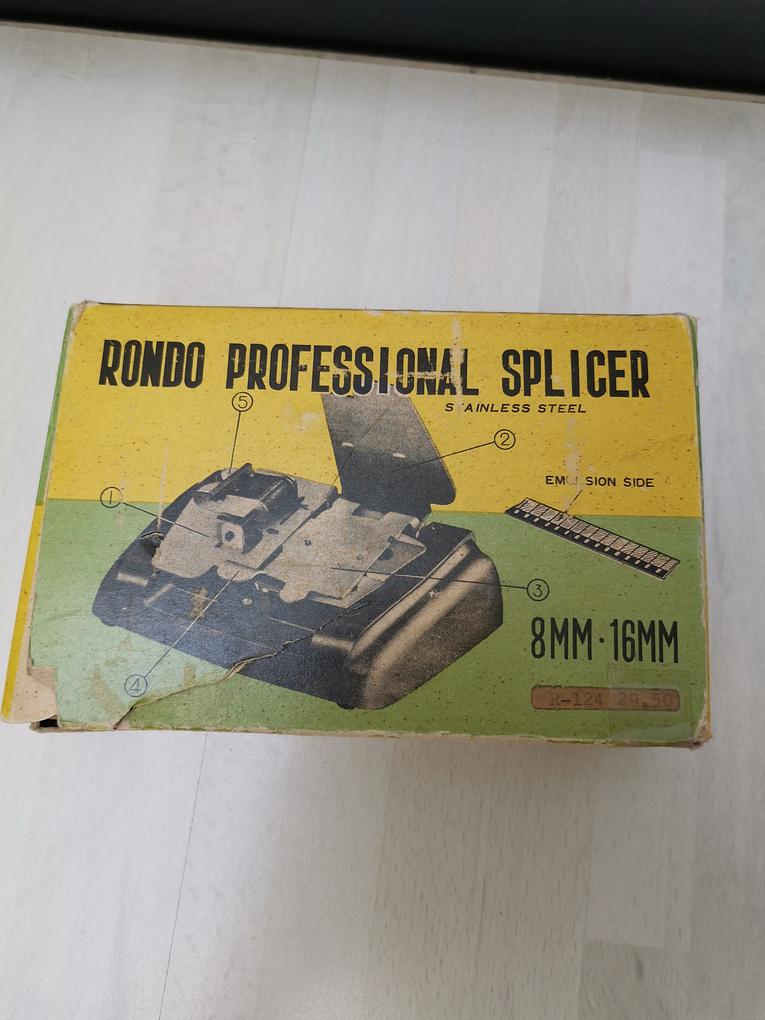 RONDO PROFESSIONAL SPLICER
STAINLESS STEEL
5
2
EMULSION SIDE
1
3
8MM·16MM
4
R-124 29.50